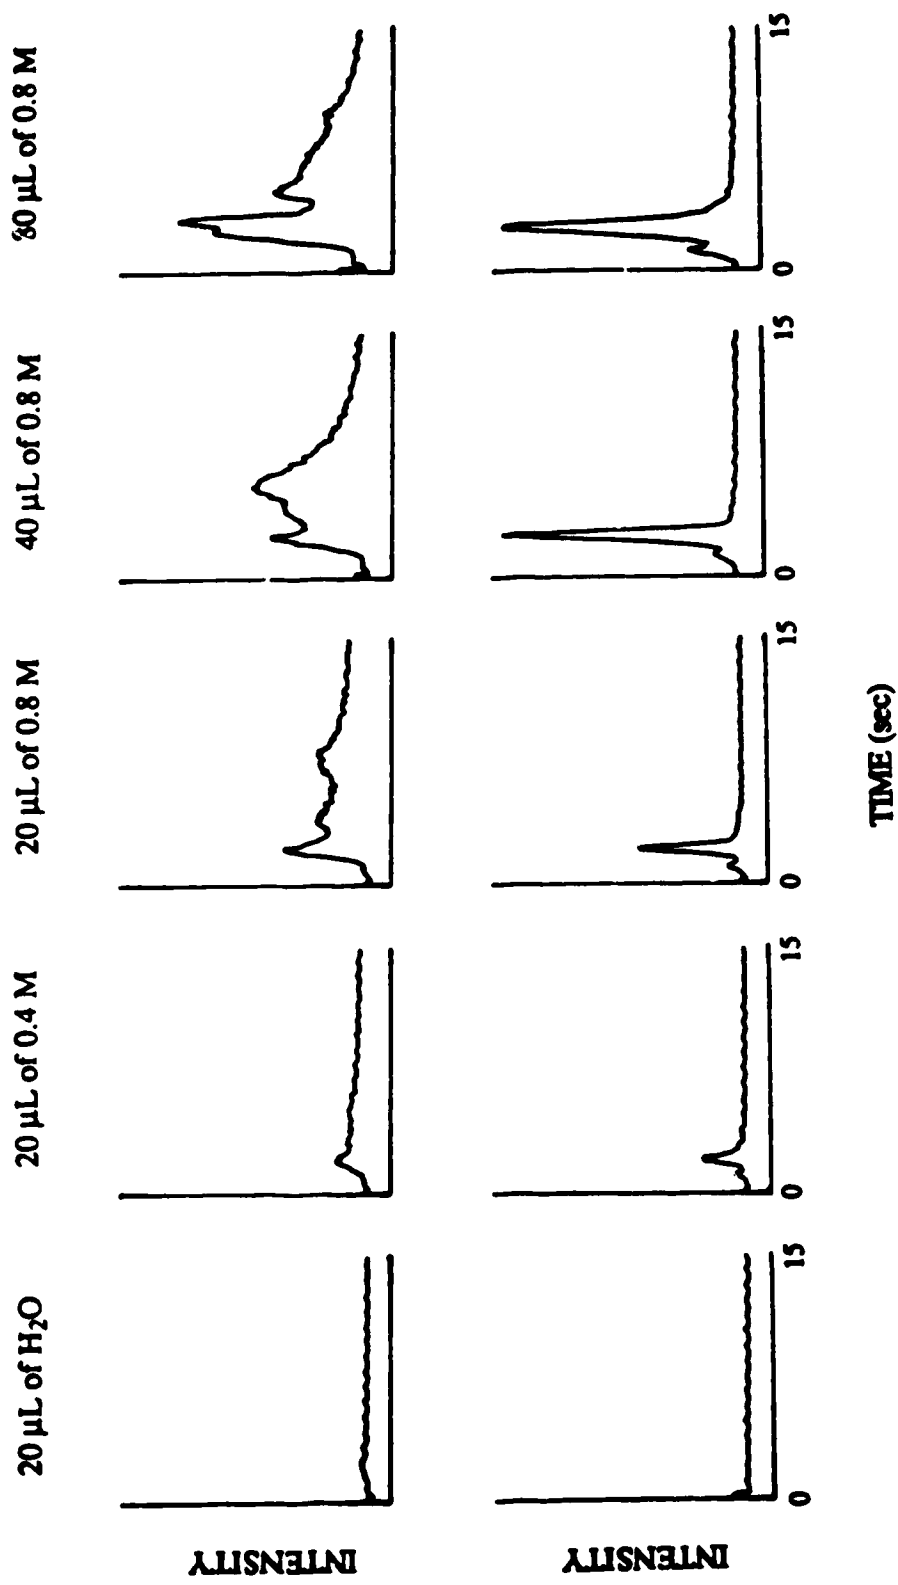 20 µL of H2O
20 µL of 0.4 M
20 µL of 0.8 M
40 µL of 0.8 M
60 µL of 0.8 M
INTENSITY
INTENSITY
0
15
0
15
0
15
0
15
0
15
TIME (sec)